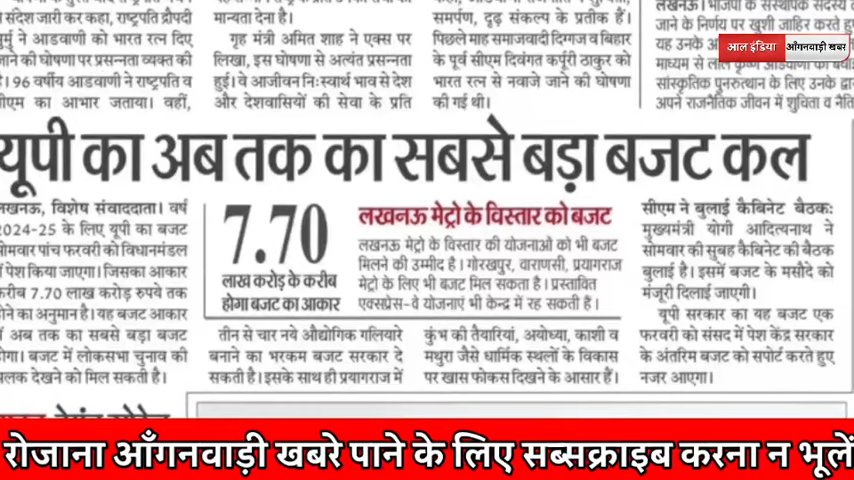 संदेश जारी कर कहा, राष्ट्रपति द्रौपदी
मुर्मु ने आडवाणी को भारत रत्न दिए
जाने की घोषणा पर प्रसन्नता व्यक्त की
है। 96 वर्षीय आडवाणी ने राष्ट्रपति व
पीएम का आभार जताया। वहीं,
मान्यता देना है।
गृह मंत्री अमित शाह ने एक्स पर
लिखा, इस घोषणा से अत्यंत प्रसन्नता
हुई। वे आजीवन निःस्वार्थ भाव से देश
और देशवासियों की सेवा के प्रति
समर्पण, दृढ़ संकल्प के प्रतीक हैं।
पिछले माह समाजवादी दिग्गज व बिहार
के पूर्व सीएम दिवंगत कर्पूरी ठाकुर को
भारत रत्न से नवाजे जाने की घोषणा
की गई थी।
लखनऊ। भाजपा के संस्थापक सदस्य
जाने के निर्णय पर खुशी जाहिर करते हुए
यह उनके
माध्यम से लाल कृष्ण आडवाणी को बधाई
सांस्कृतिक पुनरुत्थान के लिए उनके द्वारा
अपने राजनैतिक जीवन में शुचिता व
आल इंडिया आँगनवाड़ी खबर
यूपी का अब तक का सबसे बड़ा बजट कल
लखनऊ, विशेष संवाददाता। वर्ष
2024-25 के लिए यूपी का बजट
सोमवार पांच फरवरी को विधानमंडल
में पेश किया जाएगा। जिसका आकार
करीब 7.70 लाख करोड़ रुपये तक
होने का अनुमान है। यह बजट आकार
में अब तक का सबसे बड़ा बजट
होगा। बजट में लोकसभा चुनाव की
झलक देखने को मिल सकती है।
7.70
लाख करोड़ के करीब
होगा बजट का आकार
लखनऊ मेट्रो के विस्तार को बजट
लखनऊ मेट्रो के विस्तार की योजनाओं को भी बजट
मिलने की उम्मीद है। गोरखपुर, वाराणसी, प्रयागराज
मेट्रो के लिए भी बजट मिल सकता है। प्रस्तावित
एक्सप्रेस-वे योजनाएं भी केन्द्र में रह सकती हैं।
तीन से चार नये औद्योगिक गलियारे
बनाने का भरकम बजट सरकार दे
सकती है। इसके साथ ही प्रयागराज में
कुंभ की तैयारियां, अयोध्या, काशी व
मथुरा जैसे धार्मिक स्थलों के विकास
पर खास फोकस दिखने के आसार हैं।
सीएम ने बुलाई कैबिनेट बैठक:
मुख्यमंत्री योगी आदित्यनाथ ने
सोमवार की सुबह कैबिनेट की बैठक
बुलाई है। इसमें बजट के मसौदे को
मंजूरी दिलाई जाएगी।
यूपी सरकार का यह बजट एक
फरवरी को संसद में पेश केंद्र सरकार
के अंतरिम बजट को सपोर्ट करते हुए
नजर आएगा।
रोजाना आँगनवाड़ी खबरे पाने के लिए सब्सक्राइब करना न भूलें